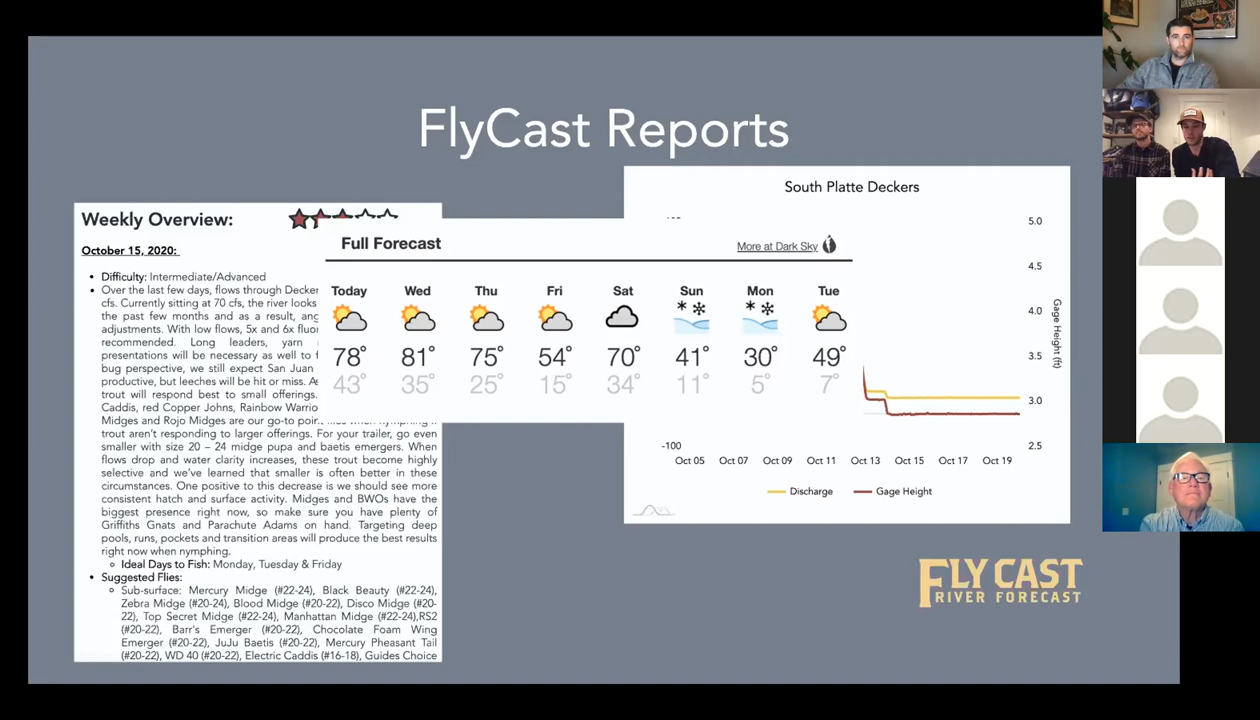 FlyCast Reports
Weekly Overview:
October 15, 2020:
Difficulty: Intermediate/Advanced
Over the last few days, flows through Decker
cfs. Currently sitting at 70 cfs, the river looks
the past few months and as a result, ang
adjustments. With low flows, 5x and 6x fluor
recommended. Long leaders, yarn
presentations will be necessary as well to f
bug perspective, we still expect San Juan
productive, but leeches will be hit or miss. As
trout will respond best to small offerings.
Caddis, red Copper Johns, Rainbow Warrio
Midges and Rojo Midges are our go-to point flies when nymphing if
trout aren't responding to larger offerings. For your trailer, go even
smaller with size 20 – 24 midge pupa and baetis emergers. When
flows drop and water clarity increases, these trout become highly
selective and we've learned that smaller is often better in these
circumstances. One positive to this decrease is we should see more
consistent hatch and surface activity. Midges and BWOs have the
biggest presence right now, so make sure you have plenty of
Griffiths Gnats and Parachute Adams on hand. Targeting deep
pools, runs, pockets and transition areas will produce the best results
right now when nymphing.
Ideal Days to Fish: Monday, Tuesday & Friday
Suggested Flies:
Sub-surface: Mercury Midge (#22-24), Black Beauty (#22-24),
Zebra Midge (#20-24), Blood Midge (#20-22), Disco Midge (#20-
22), Top Secret Midge (#22-24), Manhattan Midge (#22-24),RS2
(#20-22), Barr's Emerger (#20-22), Chocolate Foam Wing
Emerger (#20-22), JuJu Baetis (#20-22), Mercury Pheasant Tail
(#20-22), WD 40 (#20-22), Electric Caddis (#16-18), Guides Choice
Full Forecast
More at Dark Sky
Today Wed Thu Fri Sat Sun Mon Tue
78° 81° 75° 54° 70° 41° 30° 49°
43° 35° 25° 15° 34° 11° 5° 7°
South Platte Deckers
5.0
4.5
4.0
3.5
3.0
2.5
Gage Height (ft)
-100
Oct 05 Oct 07 Oct 09 Oct 11 Oct 13 Oct 15 Oct 17 Oct 19
Discharge Gage Height
FLY CAST
RIVER FORECAST